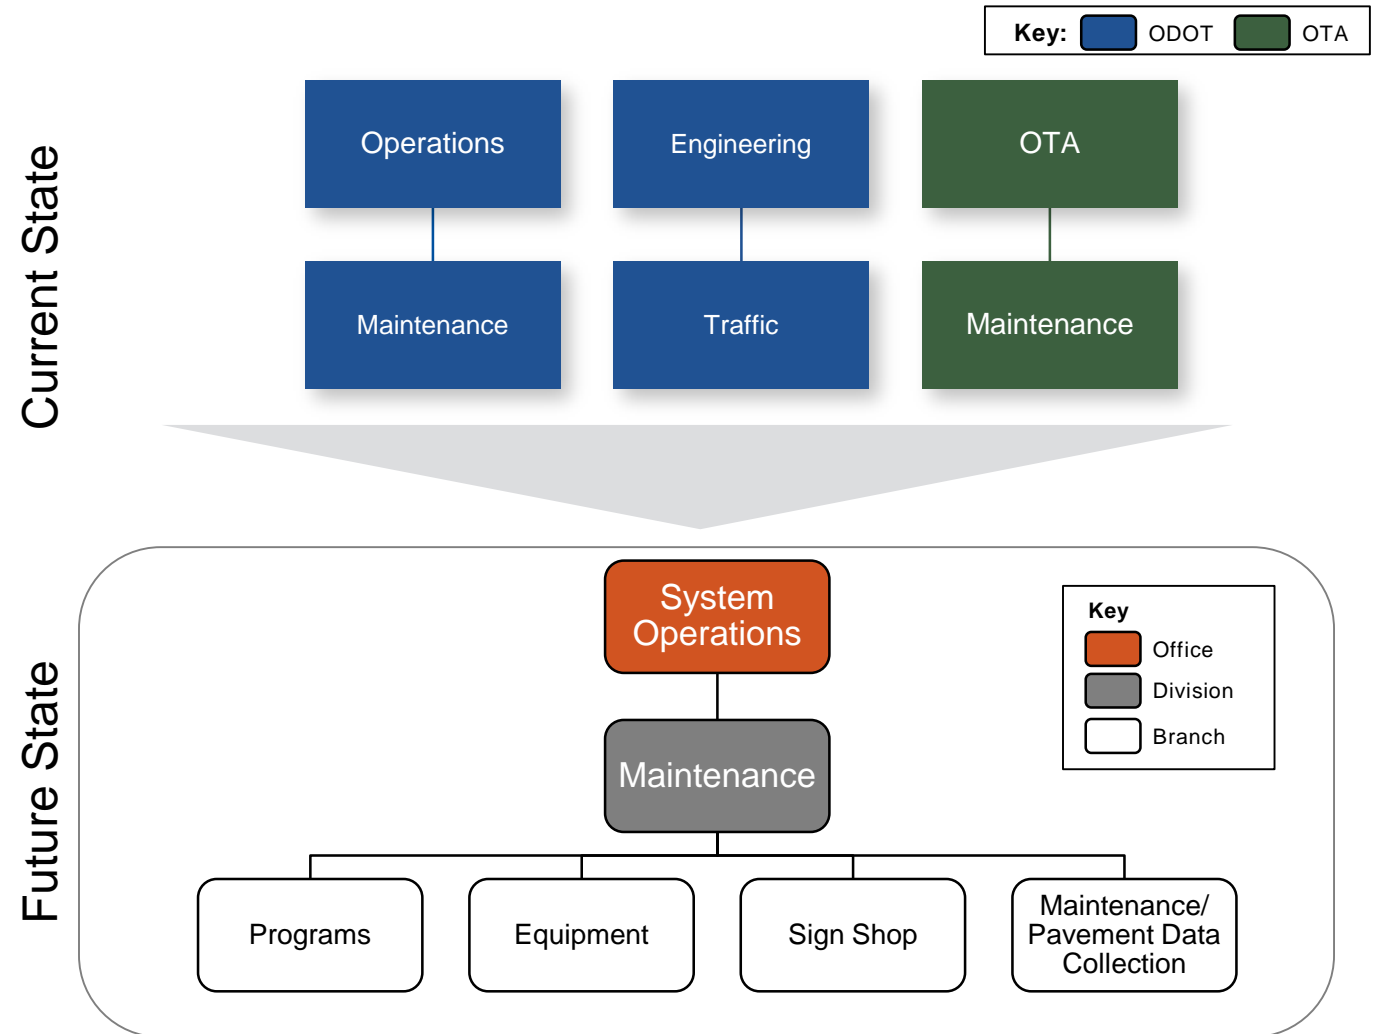 Key: ODOT OTA
Current State
Operations
Engineering
OTA
Maintenance
Traffic
Maintenance
Future State
System
Operations
Key
Office
Division
Branch
Maintenance
Programs
Equipment
Sign Shop
Maintenance/
Pavement Data
Collection